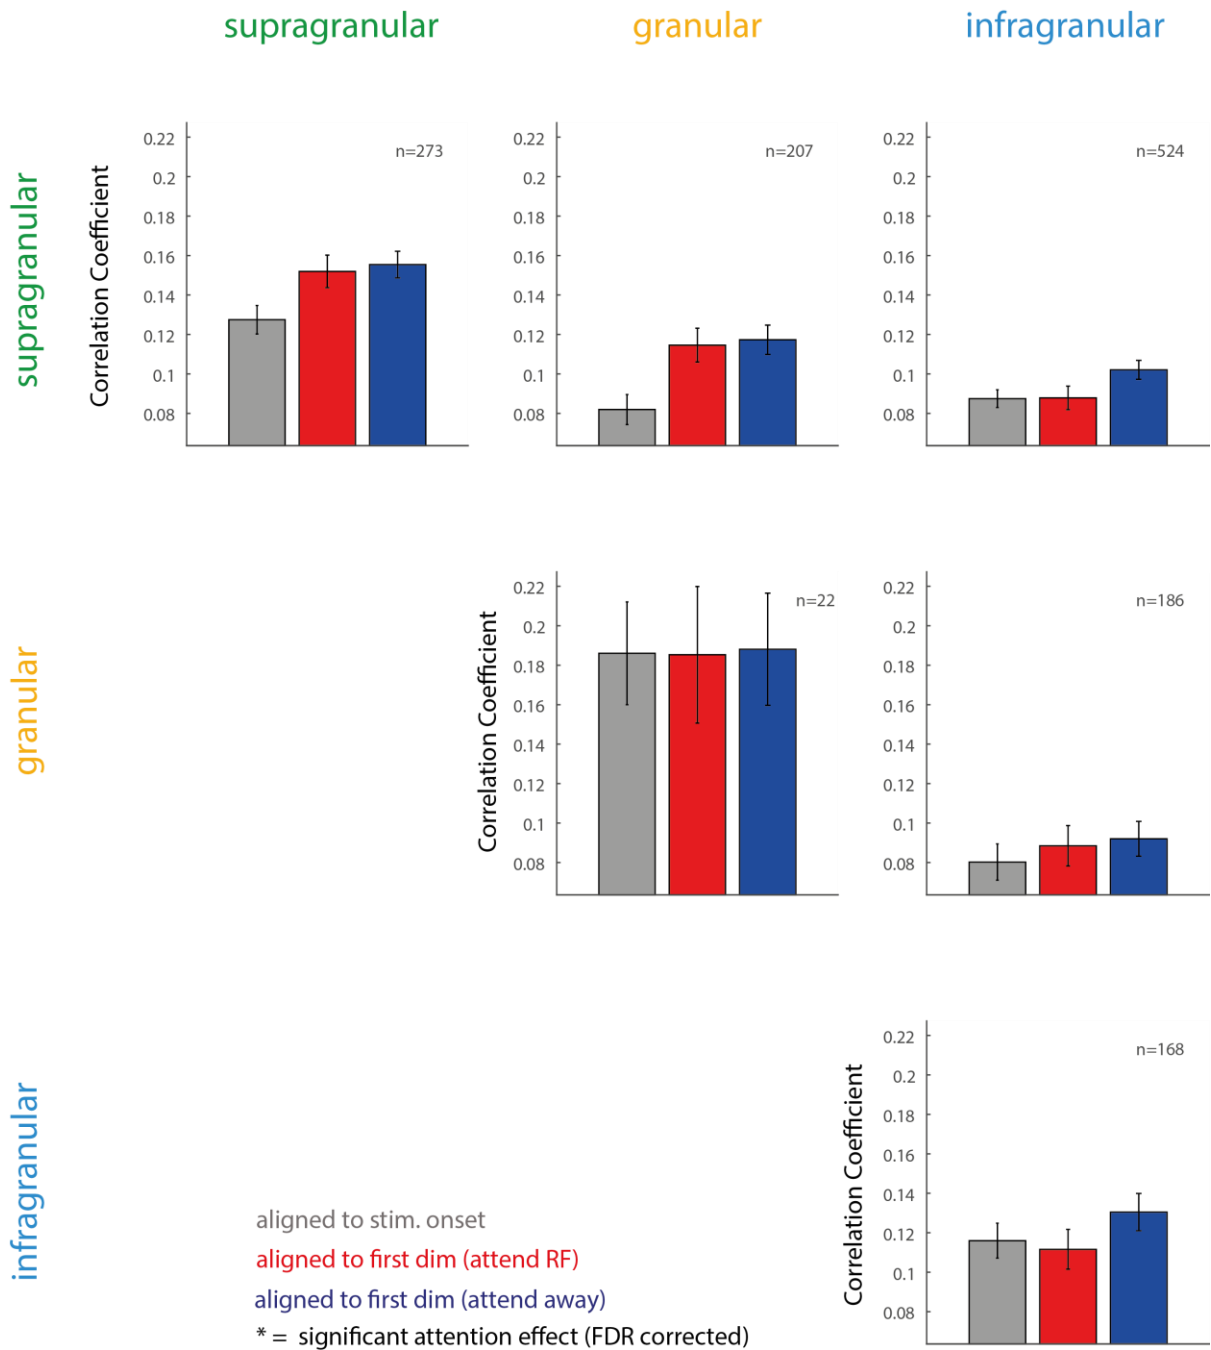 supragranular
granular
infragranular
supragranular
Correlation Coefficient
0.22
0.2
0.18
0.16
0.14
0.12
0.1
0.08
n=273
0.22
0.2
0.18
0.16
0.14
0.12
0.1
0.08
n=207
0.22
0.2
0.18
0.16
0.14
0.12
0.1
0.08
n=524
granular
Correlation Coefficient
0.22
0.2
0.18
0.16
0.14
0.12
0.1
0.08
n=22
0.22
0.2
0.18
0.16
0.14
0.12
0.1
0.08
n=186
infragranular
Correlation Coefficient
0.22
0.2
0.18
0.16
0.14
0.12
0.1
0.08
n=168
aligned to stim. onset
aligned to first dim (attend RF)
aligned to first dim (attend away)
* = significant attention effect (FDR corrected)